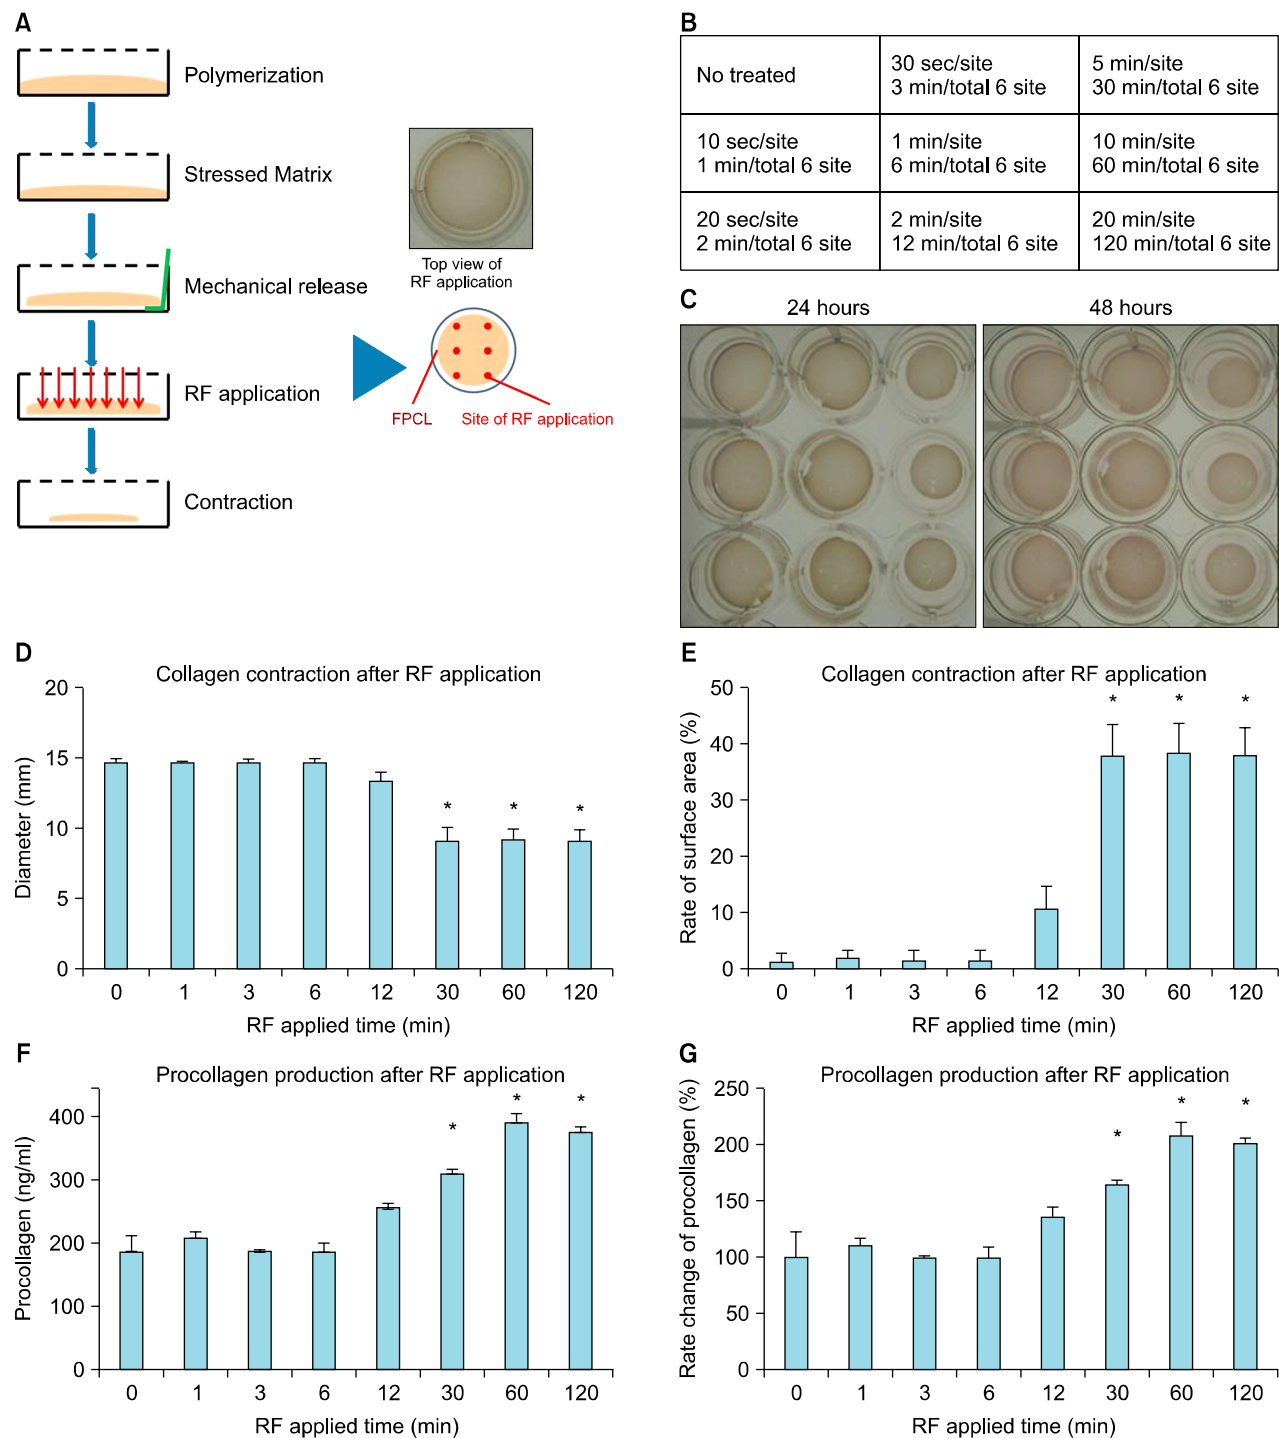 A
Polymerization
Stressed Matrix
Mechanical release
RF application
Contraction
Top view of
RF application
FPCL
Site of RF application
B
No treated
30 sec/site
3 min/total 6 site
5 min/site
30 min/total 6 site
10 sec/site
1 min/total 6 site
1 min/site
6 min/total 6 site
10 min/site
60 min/total 6 site
20 sec/site
2 min/total 6 site
2 min/site
12 min/total 6 site
20 min/site
120 min/total 6 site
C
24 hours
48 hours
D
Collagen contraction after RF application
Diameter (mm)
20
15
10
5
0
* * *
0 1 3 6 12 30 60 120
RF applied time (min)
E
Collagen contraction after RF application
Rate of surface area (%)
50
40
30
20
10
0
* * *
0 1 3 6 12 30 60 120
RF applied time (min)
F
Procollagen production after RF application
Procollagen (ng/ml)
400
300
200
100
0
* * *
0 1 3 6 12 30 60 120
RF applied time (min)
G
Procollagen production after RF application
Rate change of procollagen (%)
250
200
150
100
50
0
* * *
0 1 3 6 12 30 60 120
RF applied time (min)